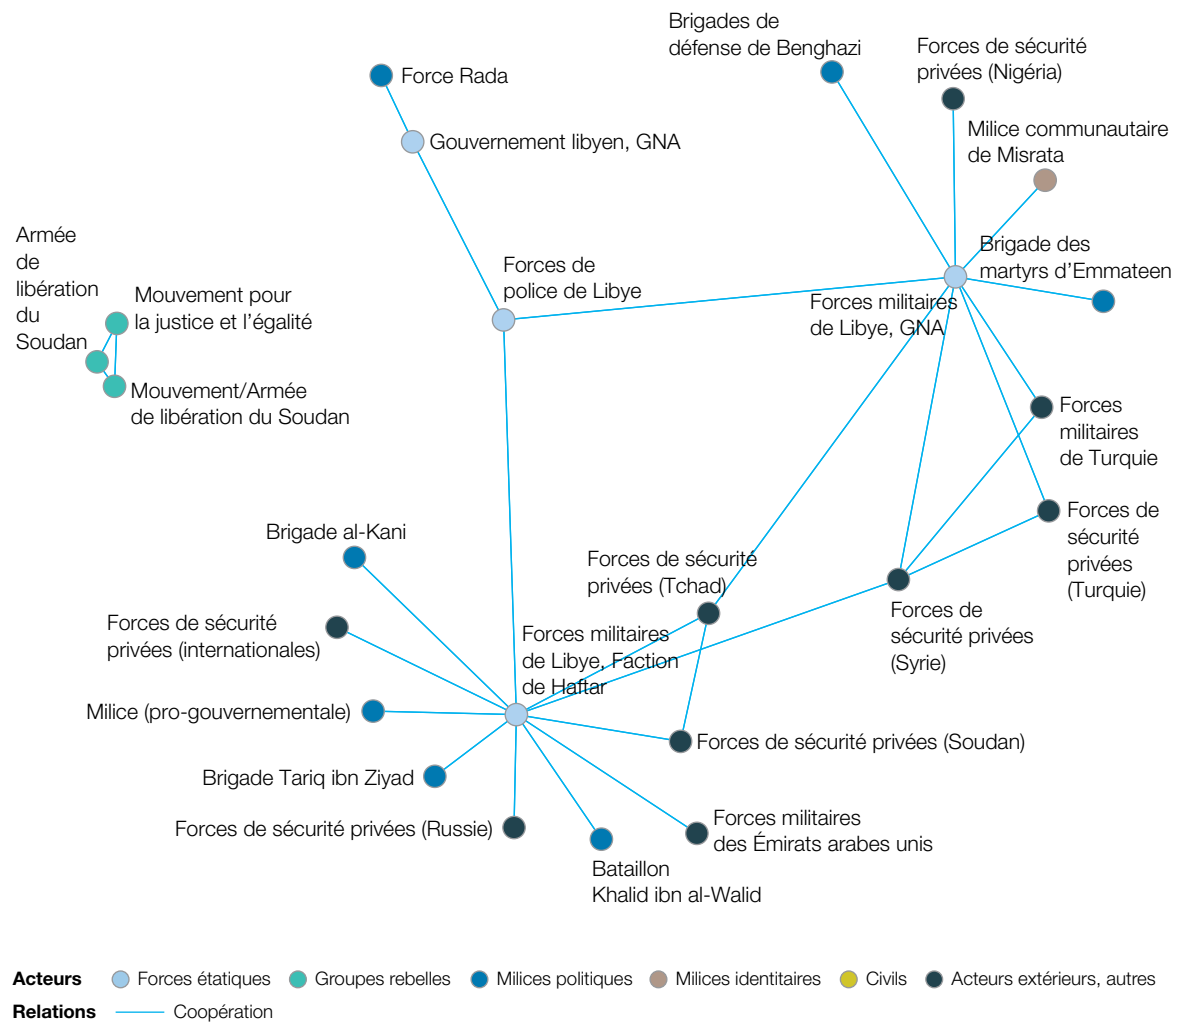 Brigades de
défense de Benghazi
Forces de sécurité
privées (Nigéria)
Force Rada
Gouvernement libyen, GNA
Milice communautaire
de Misrata
Armée
de
libération
du
Soudan
Mouvement pour
la justice et l’égalité
Mouvement/Armée
de libération du Soudan
Forces de
police de Libye
Brigade des
martyrs d’Emmateen
Forces militaires
de Libye, GNA
Forces
militaires
de Turquie
Forces de
sécurité
privées
(Turquie)
Brigade al-Kani
Forces de sécurité
privées (Tchad)
Forces de
sécurité privées
(Syrie)
Forces de sécurité
privées (internationales)
Forces militaires
de Libye, Faction
de Haftar
Milice (pro-gouvernementale)
Forces de sécurité privées (Soudan)
Brigade Tariq ibn Ziyad
Forces de sécurité privées (Russie)
Forces militaires
des Émirats arabes unis
Bataillon
Khalid ibn al-Walid
Acteurs Forces étatiques Groupes rebelles Milices politiques Milices identitaires Civils Acteurs extérieurs, autres
Relations Coopération